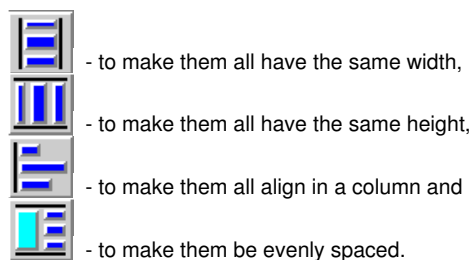 - to make them all have the same width,
- to make them all have the same height,
- to make them all align in a column and
- to make them be evenly spaced.